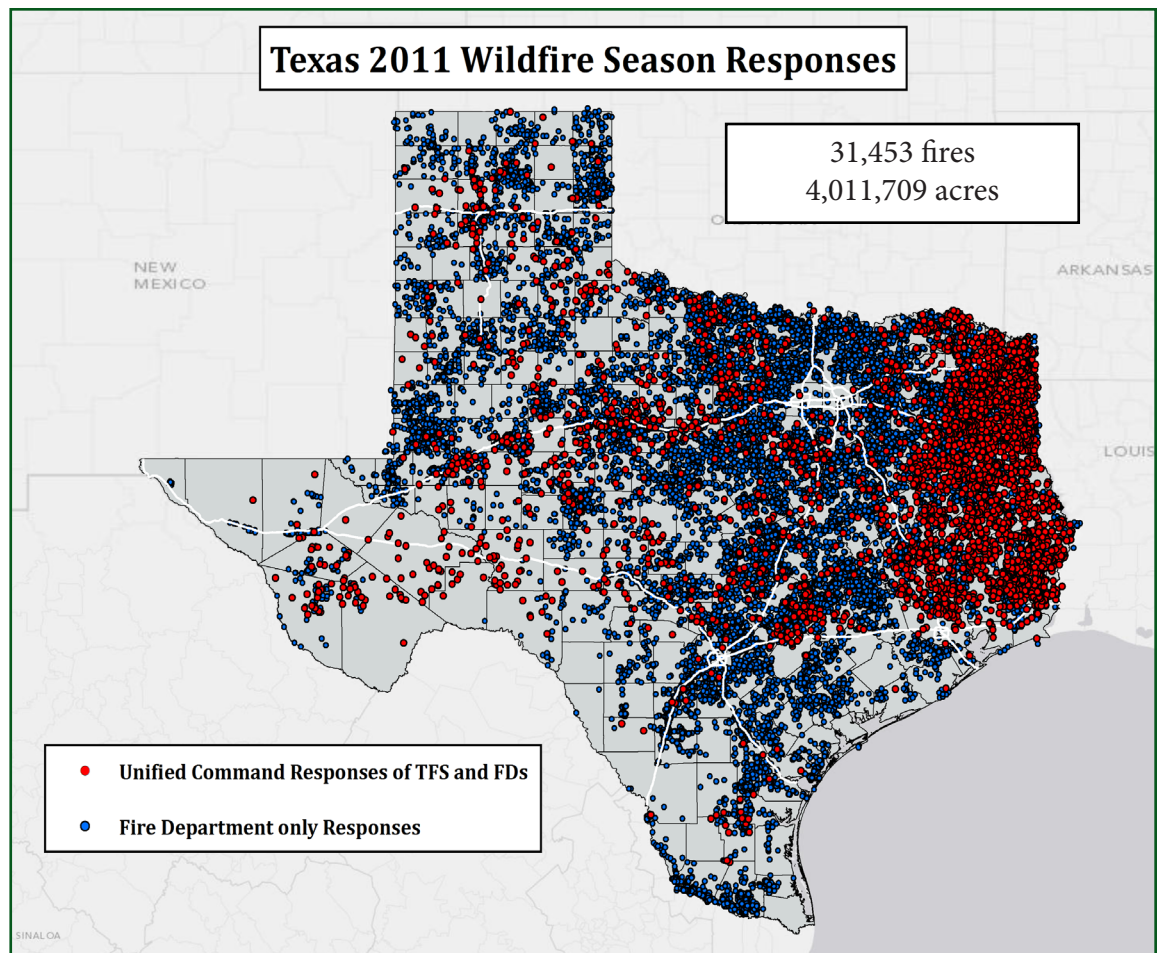 Texas 2011 Wildfire Season Responses
31,453 fires
4,011,709 acres
NEW
MEXICO
ARKANSAS
LOUIS
Unified Command Responses of TFS and FDs
Fire Department only Responses
SINALOA